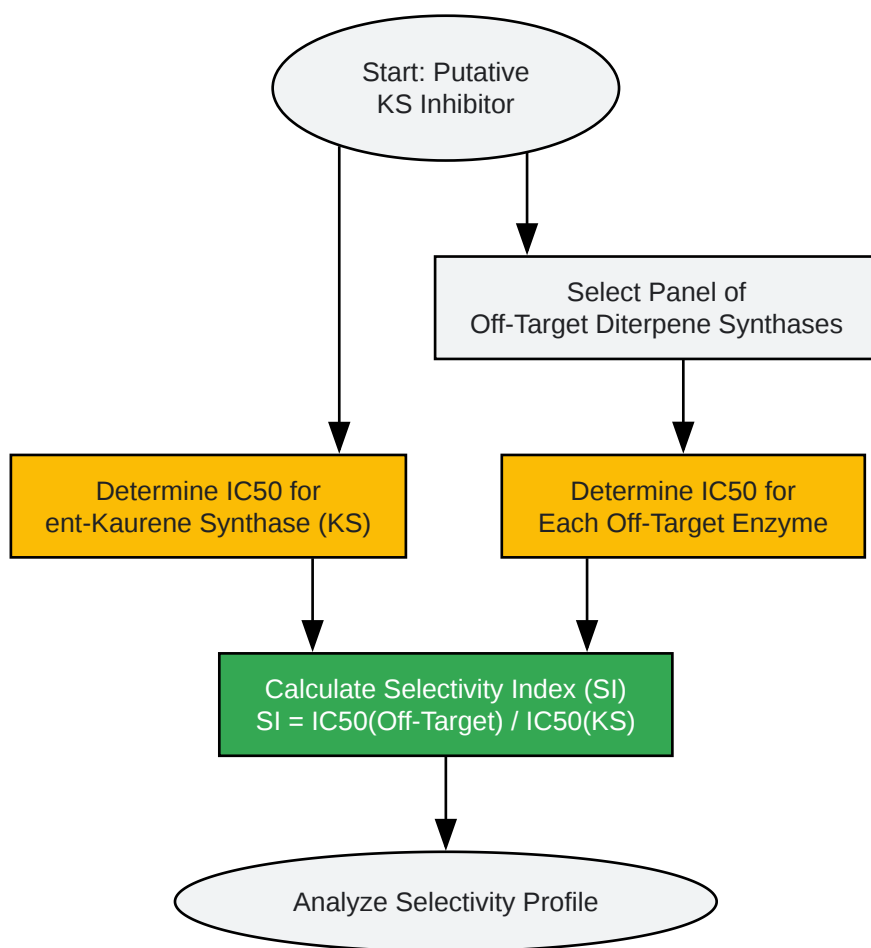 Start: Putative
KS Inhibitor
Select Panel of
Off-Target Diterpene Synthases
Determine IC50 for
ent-Kaurene Synthase (KS)
Determine IC50 for
Each Off-Target Enzyme
Calculate Selectivity Index (SI)
SI = IC50(Off-Target) / IC50(KS)
Analyze Selectivity Profile